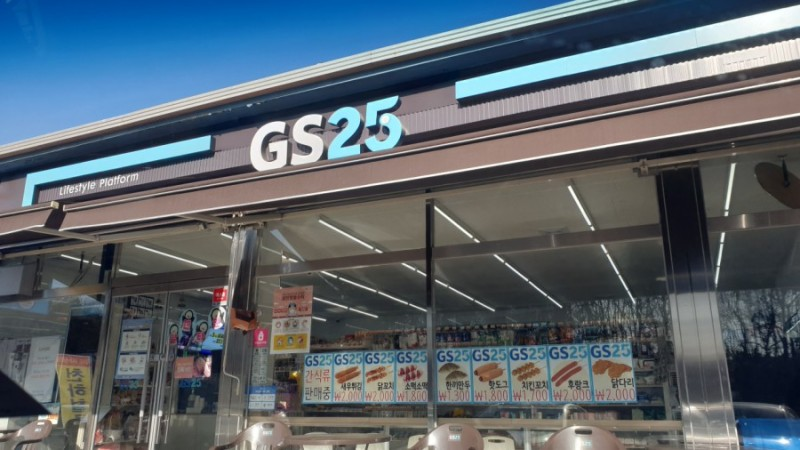 GS25
Lifestyle Platform
GS25
간식류
판매중
GS25
새우튀김
₩2,000
GS25
닭꼬치
₩2,000
GS25
소떡소떡
₩1,800
GS25
한끼만두
₩1,300
GS25
핫도그
₩1,800
GS25
치킨꼬치
₩1,700
GS25
후랑크
₩2,000
GS25
닭다리
₩2,000